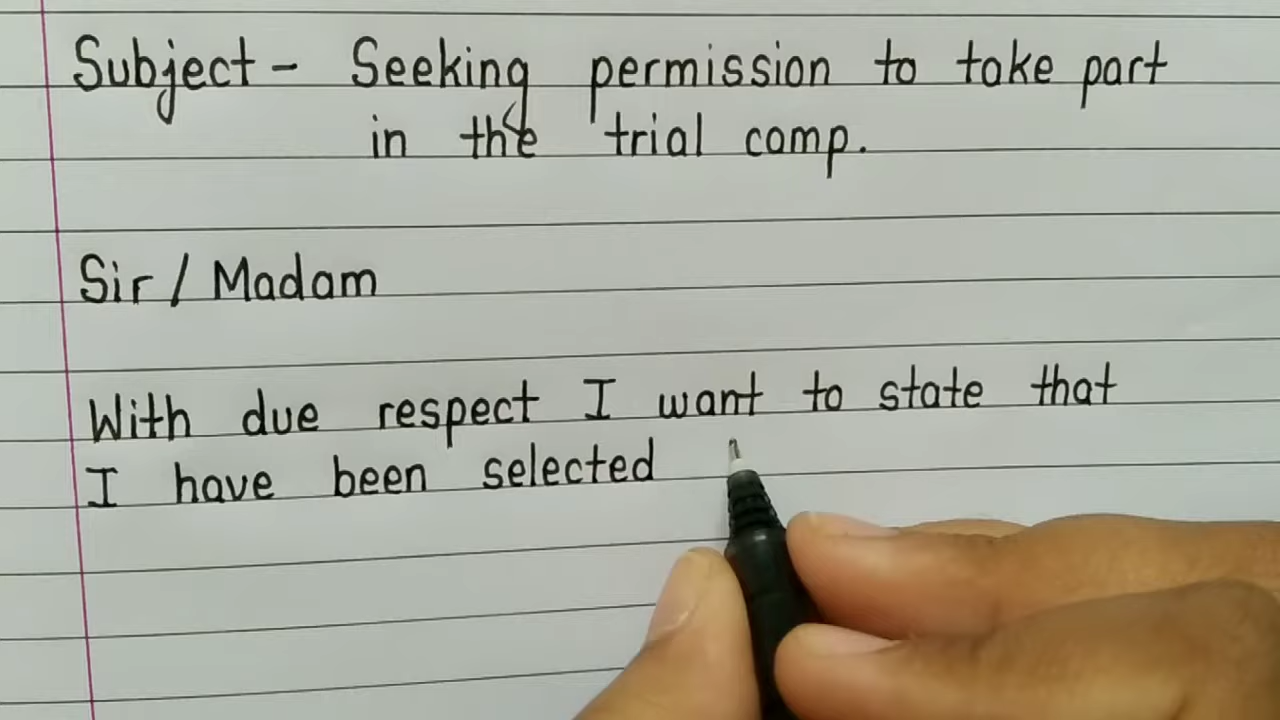 Subject - Seeking permission to take part
in the trial camp.
Sir / Madam
With due respect I want to state that
I have been selected